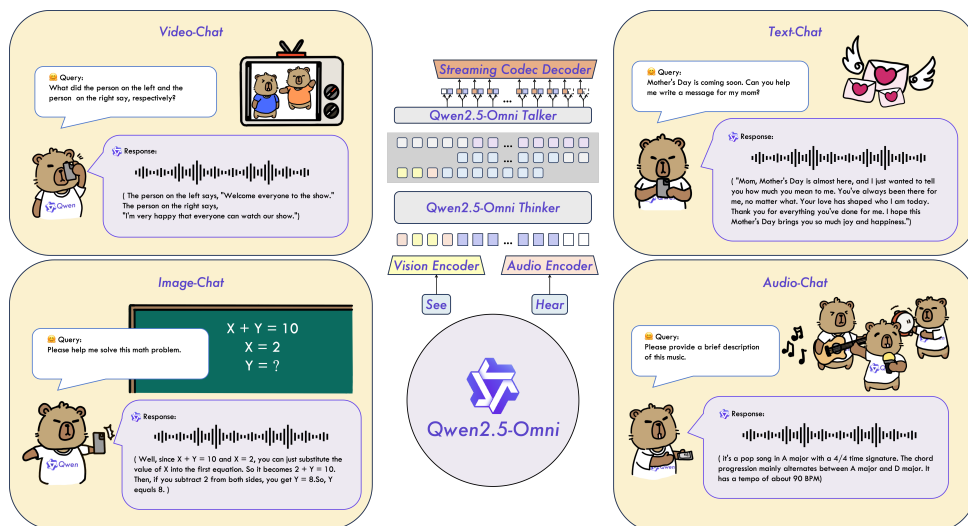 Video-Chat
Query:
What did the person on the left and the
person on the right say, respectively?
Response:
( The person on the left says, "Welcome everyone to the show."
The person on the right says,
"I'm very happy that everyone can watch our show.")
Qwen
Image-Chat
X + Y = 10
X = 2
Y = ?
Query:
Please help me solve this math problem.
Response:
( Well, since X + Y = 10 and X = 2, you can just substitute the
value of X into the first equation. So it becomes 2 + Y = 10.
Then, if you subtract 2 from both sides, you get Y = 8.So, Y
equals 8. )
Qwen
Streaming Codec Decoder
...
Qwen2.5-Omni Talker
...
...
Qwen2.5-Omni Thinker
...
Vision Encoder
Audio Encoder
See
Hear
Qwen2.5-Omni
Text-Chat
Query:
Mother's Day is coming soon. Can you help
me write a message for my mom?
Response:
( "Mom, Mother's Day is almost here, and I just wanted to tell
you how much you mean to me. You've always been there for
me, no matter what. Your love has shaped who I am today.
Thank you for everything you've done for me. I hope this
Mother's Day brings you so much joy and happiness.")
Qwen
Audio-Chat
Query:
Please provide a brief description
of this music.
Response:
( it's a pop song in A major with a 4/4 time signature. The chord
progression mainly alternates between A major and D major. It
has a tempo of about 90 BPM)
Qwen